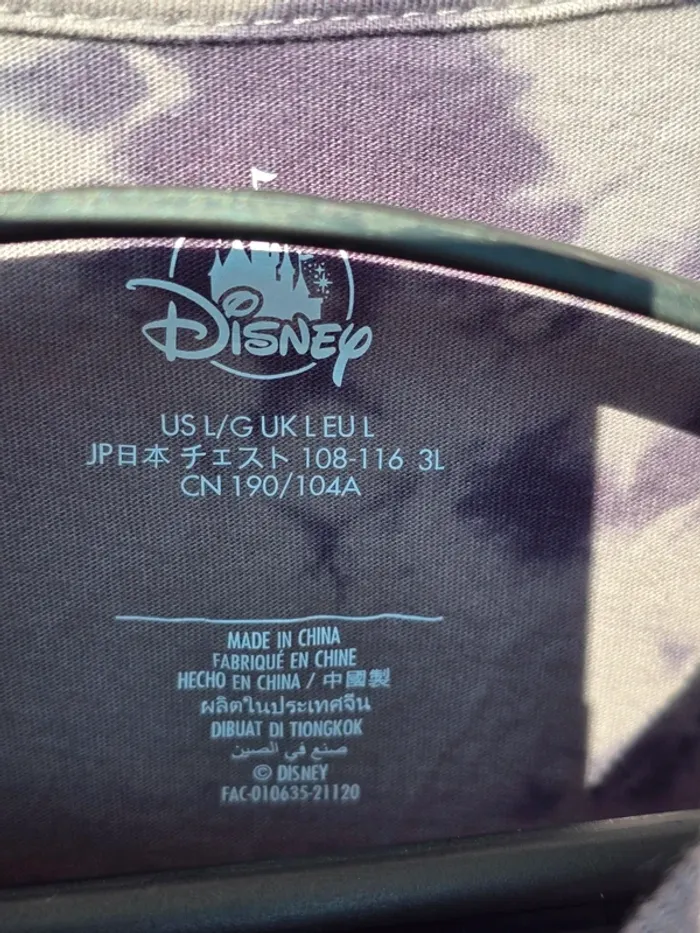 Disney
US L/G UK L EU L
JP日本 チェスト 108-116 3L
CN 190/104A
MADE IN CHINA
FABRIQUÉ EN CHINE
HECHO EN CHINA / 中國製
ผลิตในประเทศจีน
DIBUAT DI TIONGKOK
صنع في الصين
© DISNEY
FAC-010635-21120